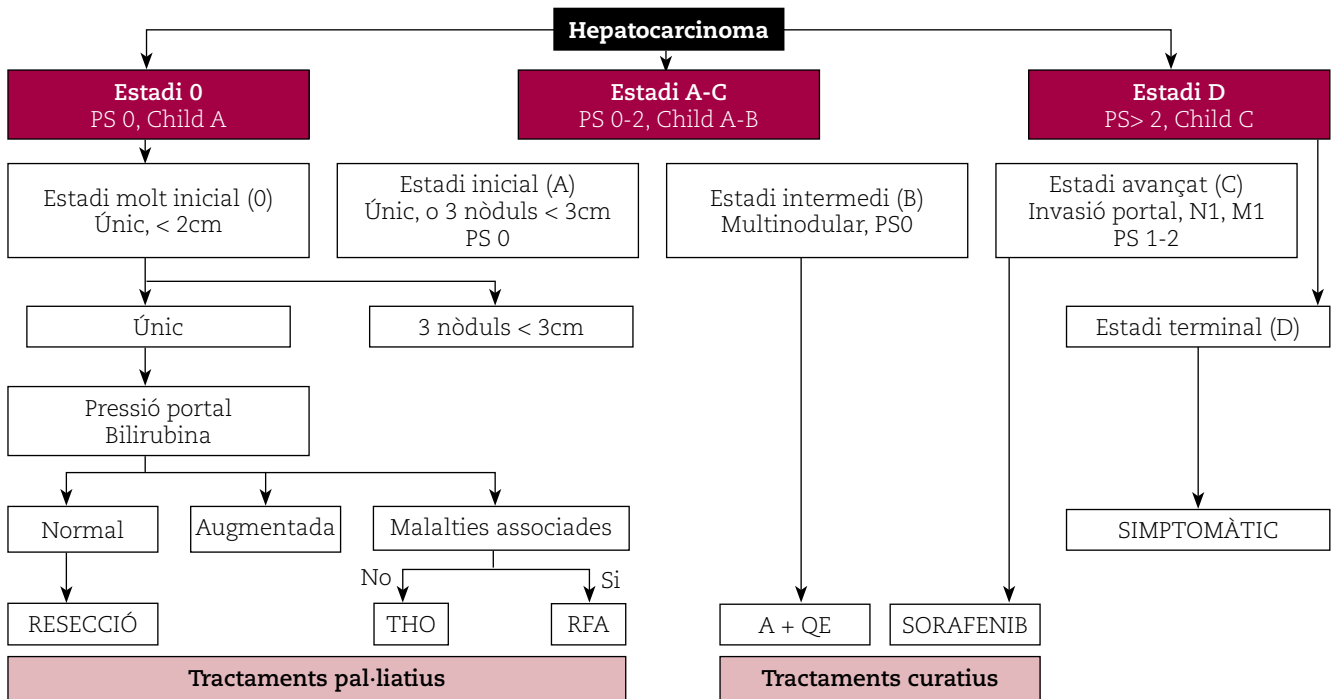 Hepatocarcinoma
Estadi 0
PS 0, Child A
Estadi A-C
PS 0-2, Child A-B
Estadi D
PS> 2, Child C
Estadi molt inicial (0)
Únic, < 2cm
Estadi inicial (A)
Únic, o 3 nòduls < 3cm
PS 0
Estadi intermedi (B)
Multinodular, PS0
Estadi avançat (C)
Invasió portal, N1, M1
PS 1-2
Únic
3 nòduls < 3cm
Estadi terminal (D)
Pressió portal
Bilirubina
Normal
Augmentada
Malalties associades
SIMPTOMÀTIC
No
Si
RESECCIÓ
THO
RFA
A + QE
SORAFENIB
Tractaments pal·liatius
Tractaments curatius